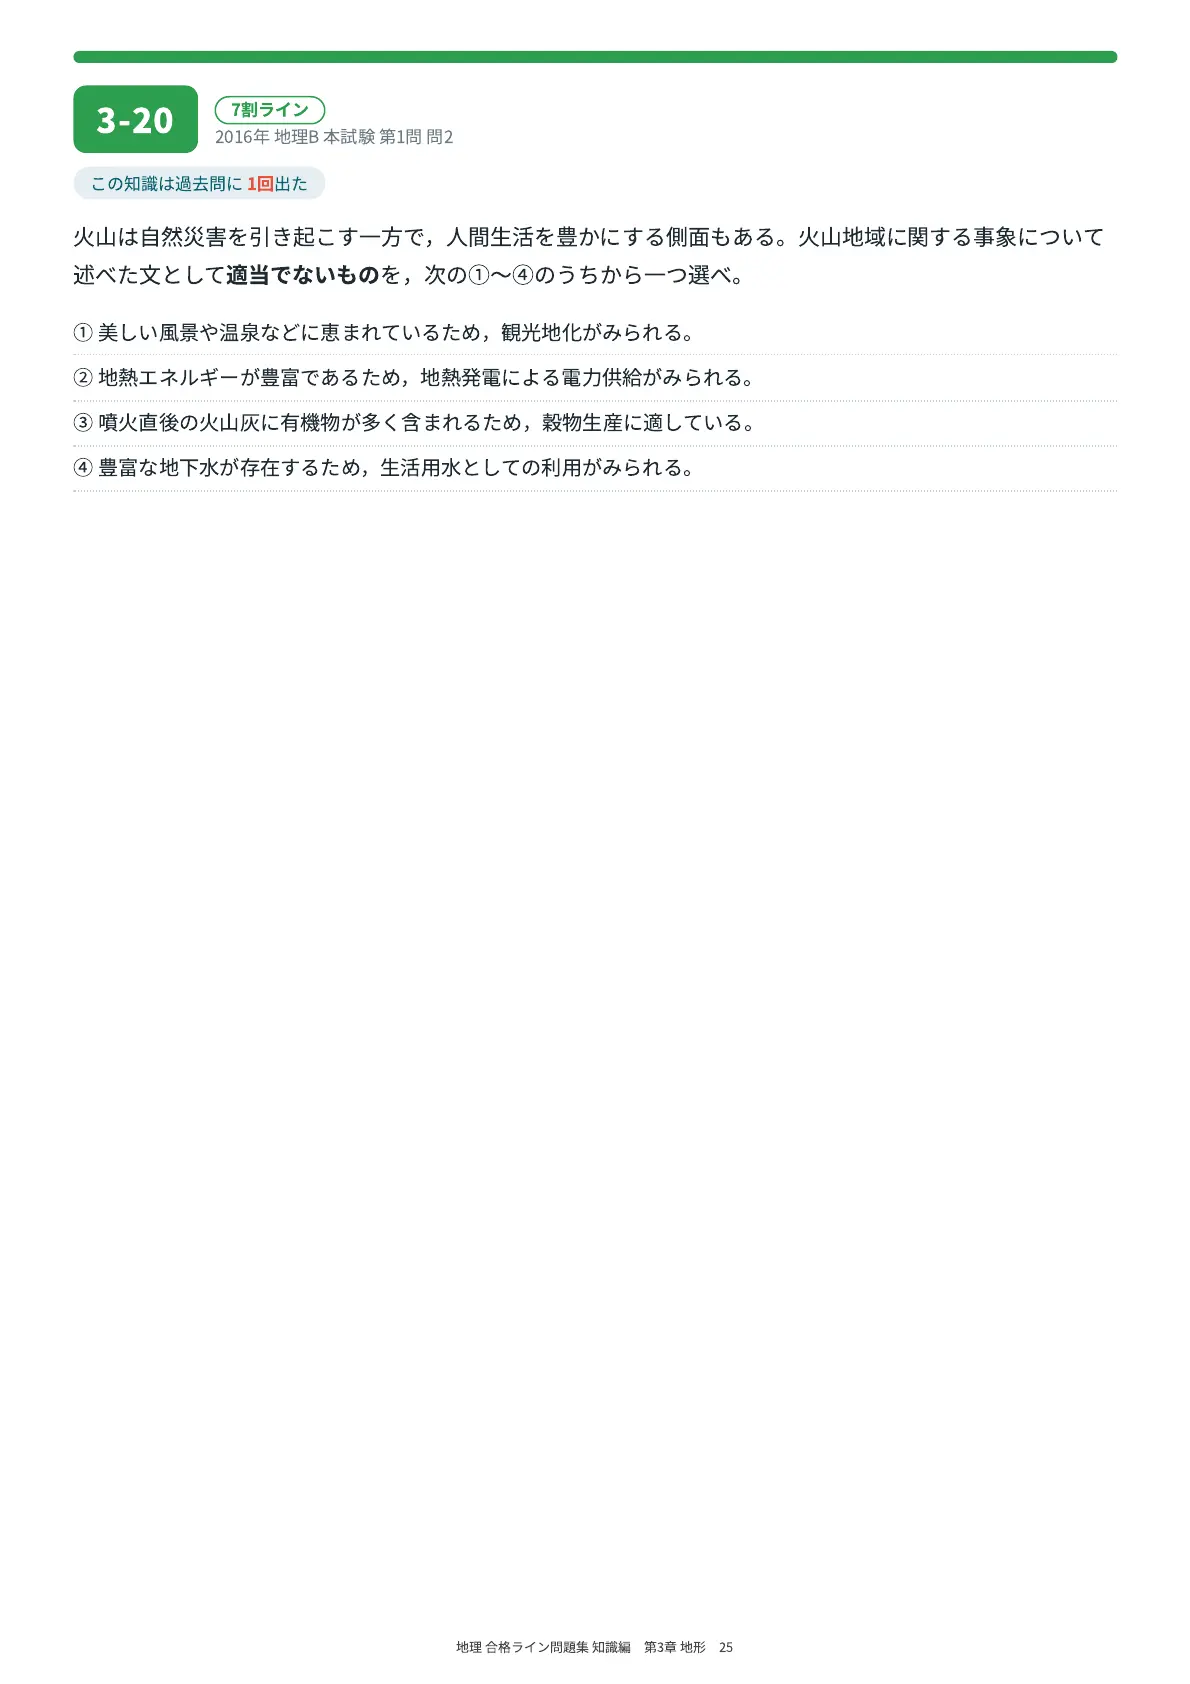 3-20
7割ライン
2016年 地理B 本試験 第1問 問2
この知識は過去問に 1回出た
火山は自然災害を引き起こす一方で，人間生活を豊かにする側面もある。火山地域に関する事象について
述べた文として適当でないものを，次の①〜④のうちから一つ選べ。
① 美しい風景や温泉などに恵まれているため，観光地化がみられる。
② 地熱エネルギーが豊富であるため，地熱発電による電力供給がみられる。
③ 噴火直後の火山灰に有機物が多く含まれるため，穀物生産に適している。
④ 豊富な地下水が存在するため，生活用水としての利用がみられる。
地理 合格ライン問題集 知識編　第3章 地形　25